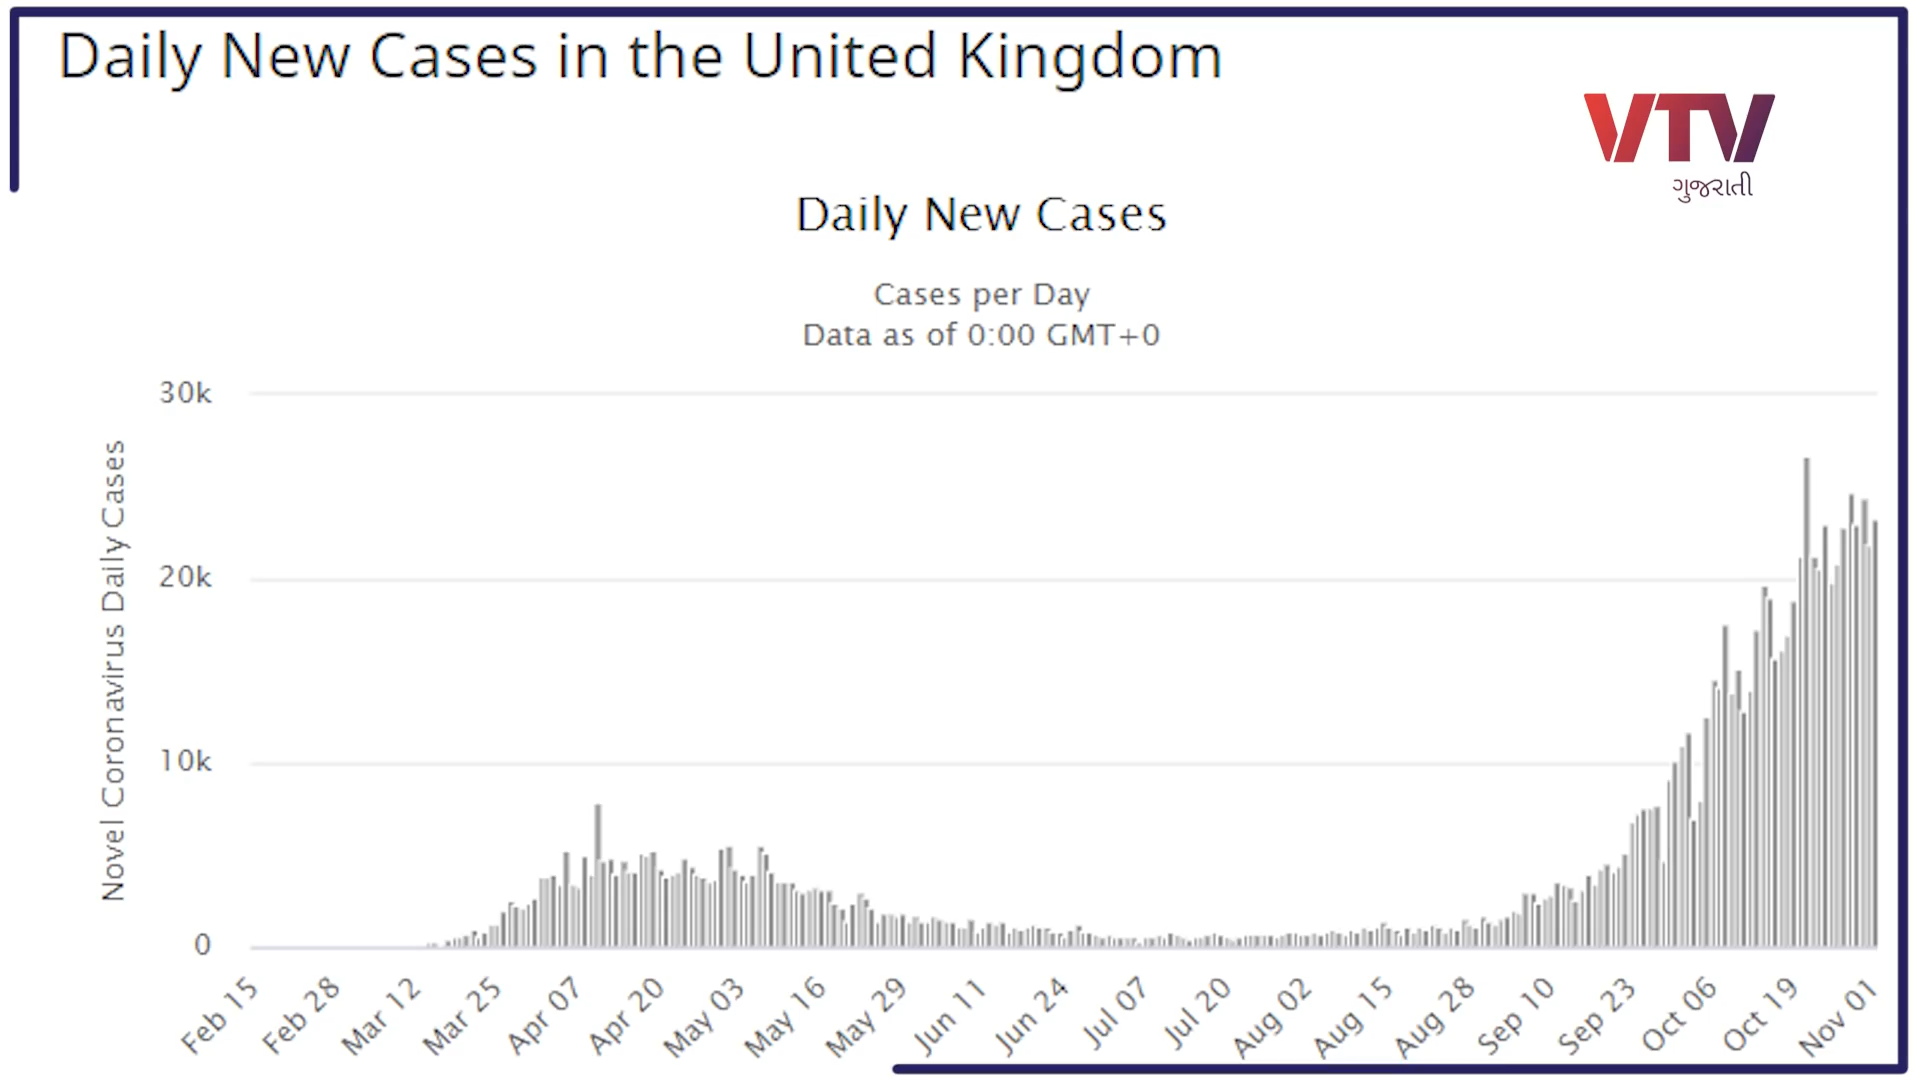 Daily New Cases in the United Kingdom
VTV
ગુજરાતી
Daily New Cases
Cases per Day
Data as of 0:00 GMT+0
Novel Coronavirus Daily Cases
30k
20k
10k
0
Feb 15
Feb 28
Mar 12
Mar 25
Apr 07
Apr 20
May 03
May 16
May 29
Jun 11
Jun 24
Jul 07
Jul 20
Aug 02
Aug 15
Aug 28
Sep 10
Sep 23
Oct 06
Oct 19
Nov 01